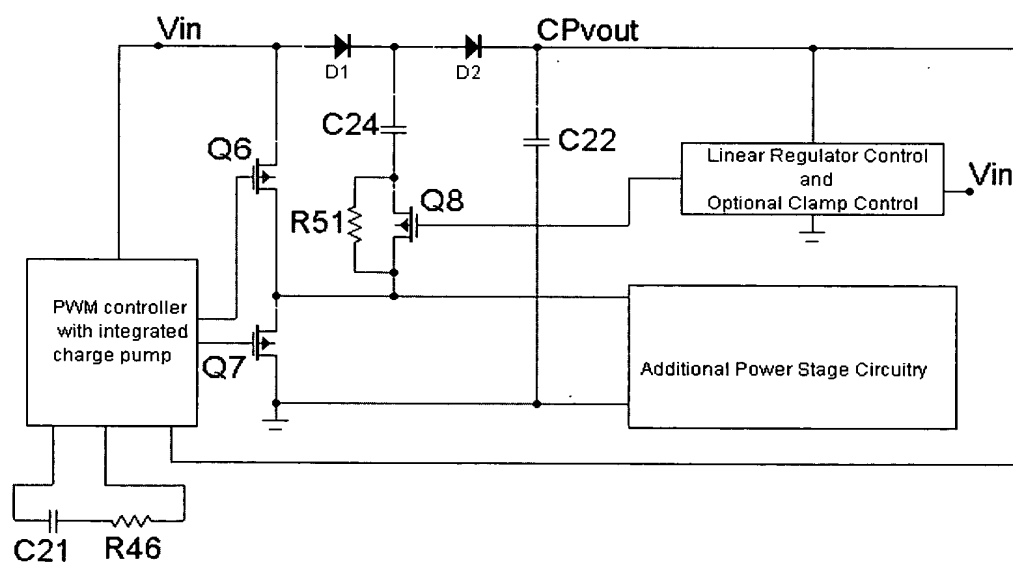 Vin
CPvout
D1
D2
C24
C22
Q6
Linear Regulator Control
and
Optional Clamp Control
Vin
Q8
R51
PWM controller
with integrated
charge pump
Q7
Additional Power Stage Circuitry
C21
R46